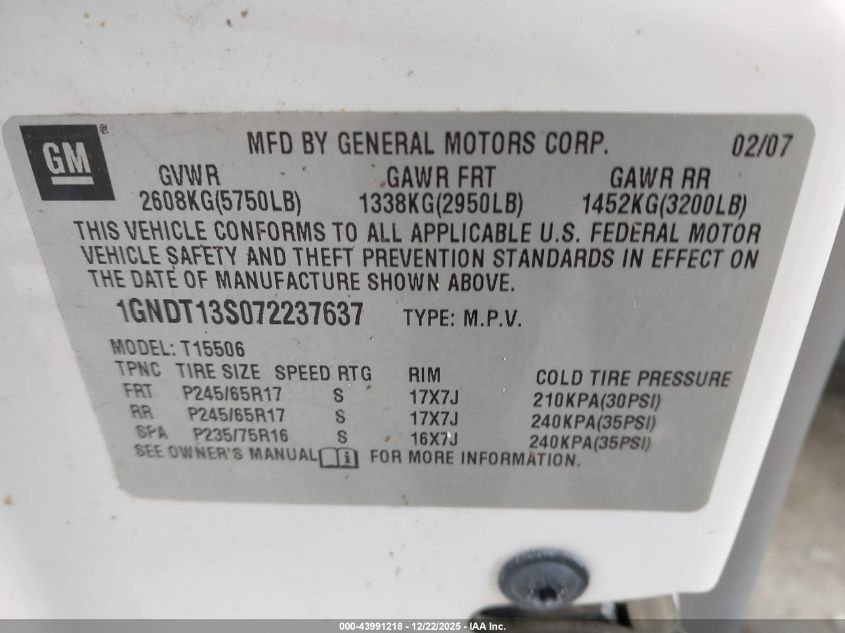 GM ® MFD BY GENERAL MOTORS CORP. 02/07
GVWR GAWR FRT GAWR RR
2608KG(5750LB) 1338KG(2950LB) 1452KG(3200LB)
THIS VEHICLE CONFORMS TO ALL APPLICABLE U.S. FEDERAL MOTOR
VEHICLE SAFETY AND THEFT PREVENTION STANDARDS IN EFFECT ON
THE DATE OF MANUFACTURE SHOWN ABOVE.
1GNDT13S072237637 TYPE: M.P.V.
MODEL: T15506
TPNC TIRE SIZE SPEED RTG RIM COLD TIRE PRESSURE
FRT P245/65R17 S 17X7J 210KPA(30PSI)
RR P245/65R17 S 17X7J 240KPA(35PSI)
SPA P235/75R16 S 16X7J 240KPA(35PSI)
SEE OWNER'S MANUAL FOR MORE INFORMATION.
000-43991218 - 12/22/2025 - IAA Inc.